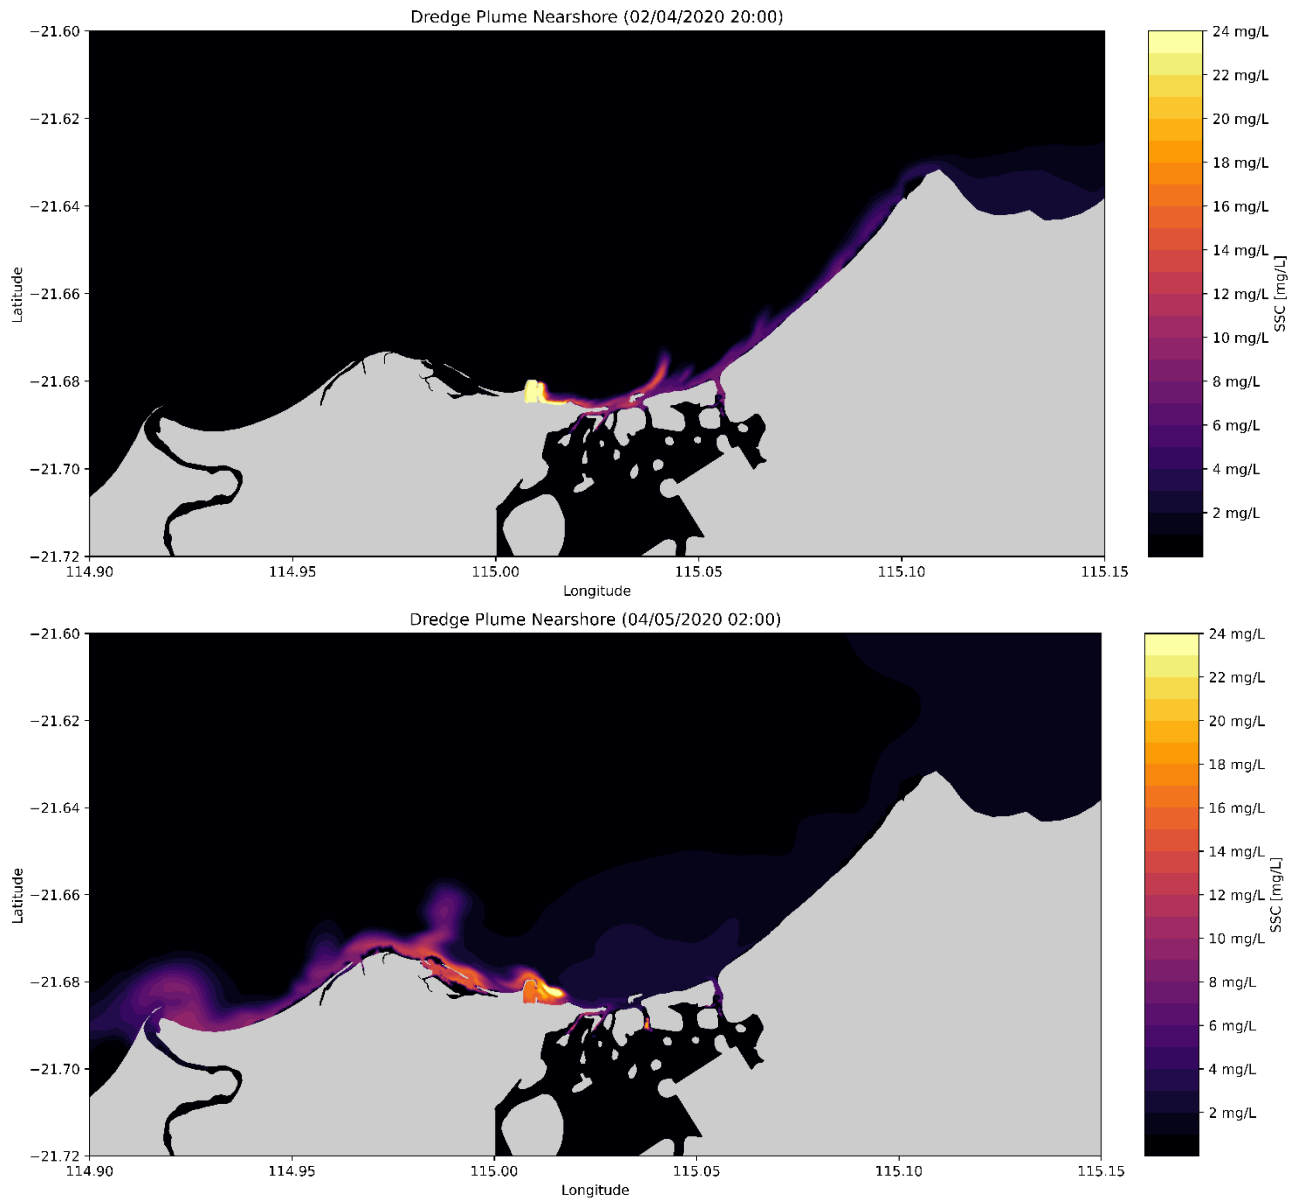 Dredge Plume Nearshore (02/04/2020 20:00)
−21.60
−21.62
−21.64
−21.66
−21.68
−21.70
−21.72
Latitude
114.90 114.95 115.00 115.05 115.10 115.15
Longitude
24 mg/L
22 mg/L
20 mg/L
18 mg/L
16 mg/L
14 mg/L
12 mg/L
10 mg/L
8 mg/L
6 mg/L
4 mg/L
2 mg/L
SSC [mg/L]
Dredge Plume Nearshore (04/05/2020 02:00)
−21.60
−21.62
−21.64
−21.66
−21.68
−21.70
−21.72
Latitude
114.90 114.95 115.00 115.05 115.10 115.15
Longitude
24 mg/L
22 mg/L
20 mg/L
18 mg/L
16 mg/L
14 mg/L
12 mg/L
10 mg/L
8 mg/L
6 mg/L
4 mg/L
2 mg/L
SSC [mg/L]